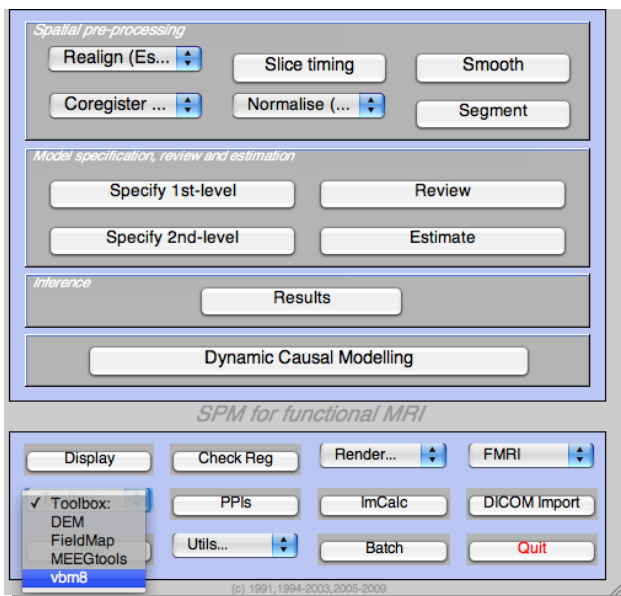 Spatial pre-processing
Realign (Es...
Slice timing
Smooth
Coregister ...
Normalise (...
Segment
Model specification, review and estimation
Specify 1st-level
Review
Specify 2nd-level
Estimate
Inference
Results
Dynamic Causal Modelling
SPM for functional MRI
Display
Check Reg
Render...
FMRI
✓ Toolbox:
PPIs
ImCalc
DICOM Import
DEM
FieldMap
MEEGtools
vbm8
Utils...
Batch
Quit
(c) 1991,1994-2003,2005-2009